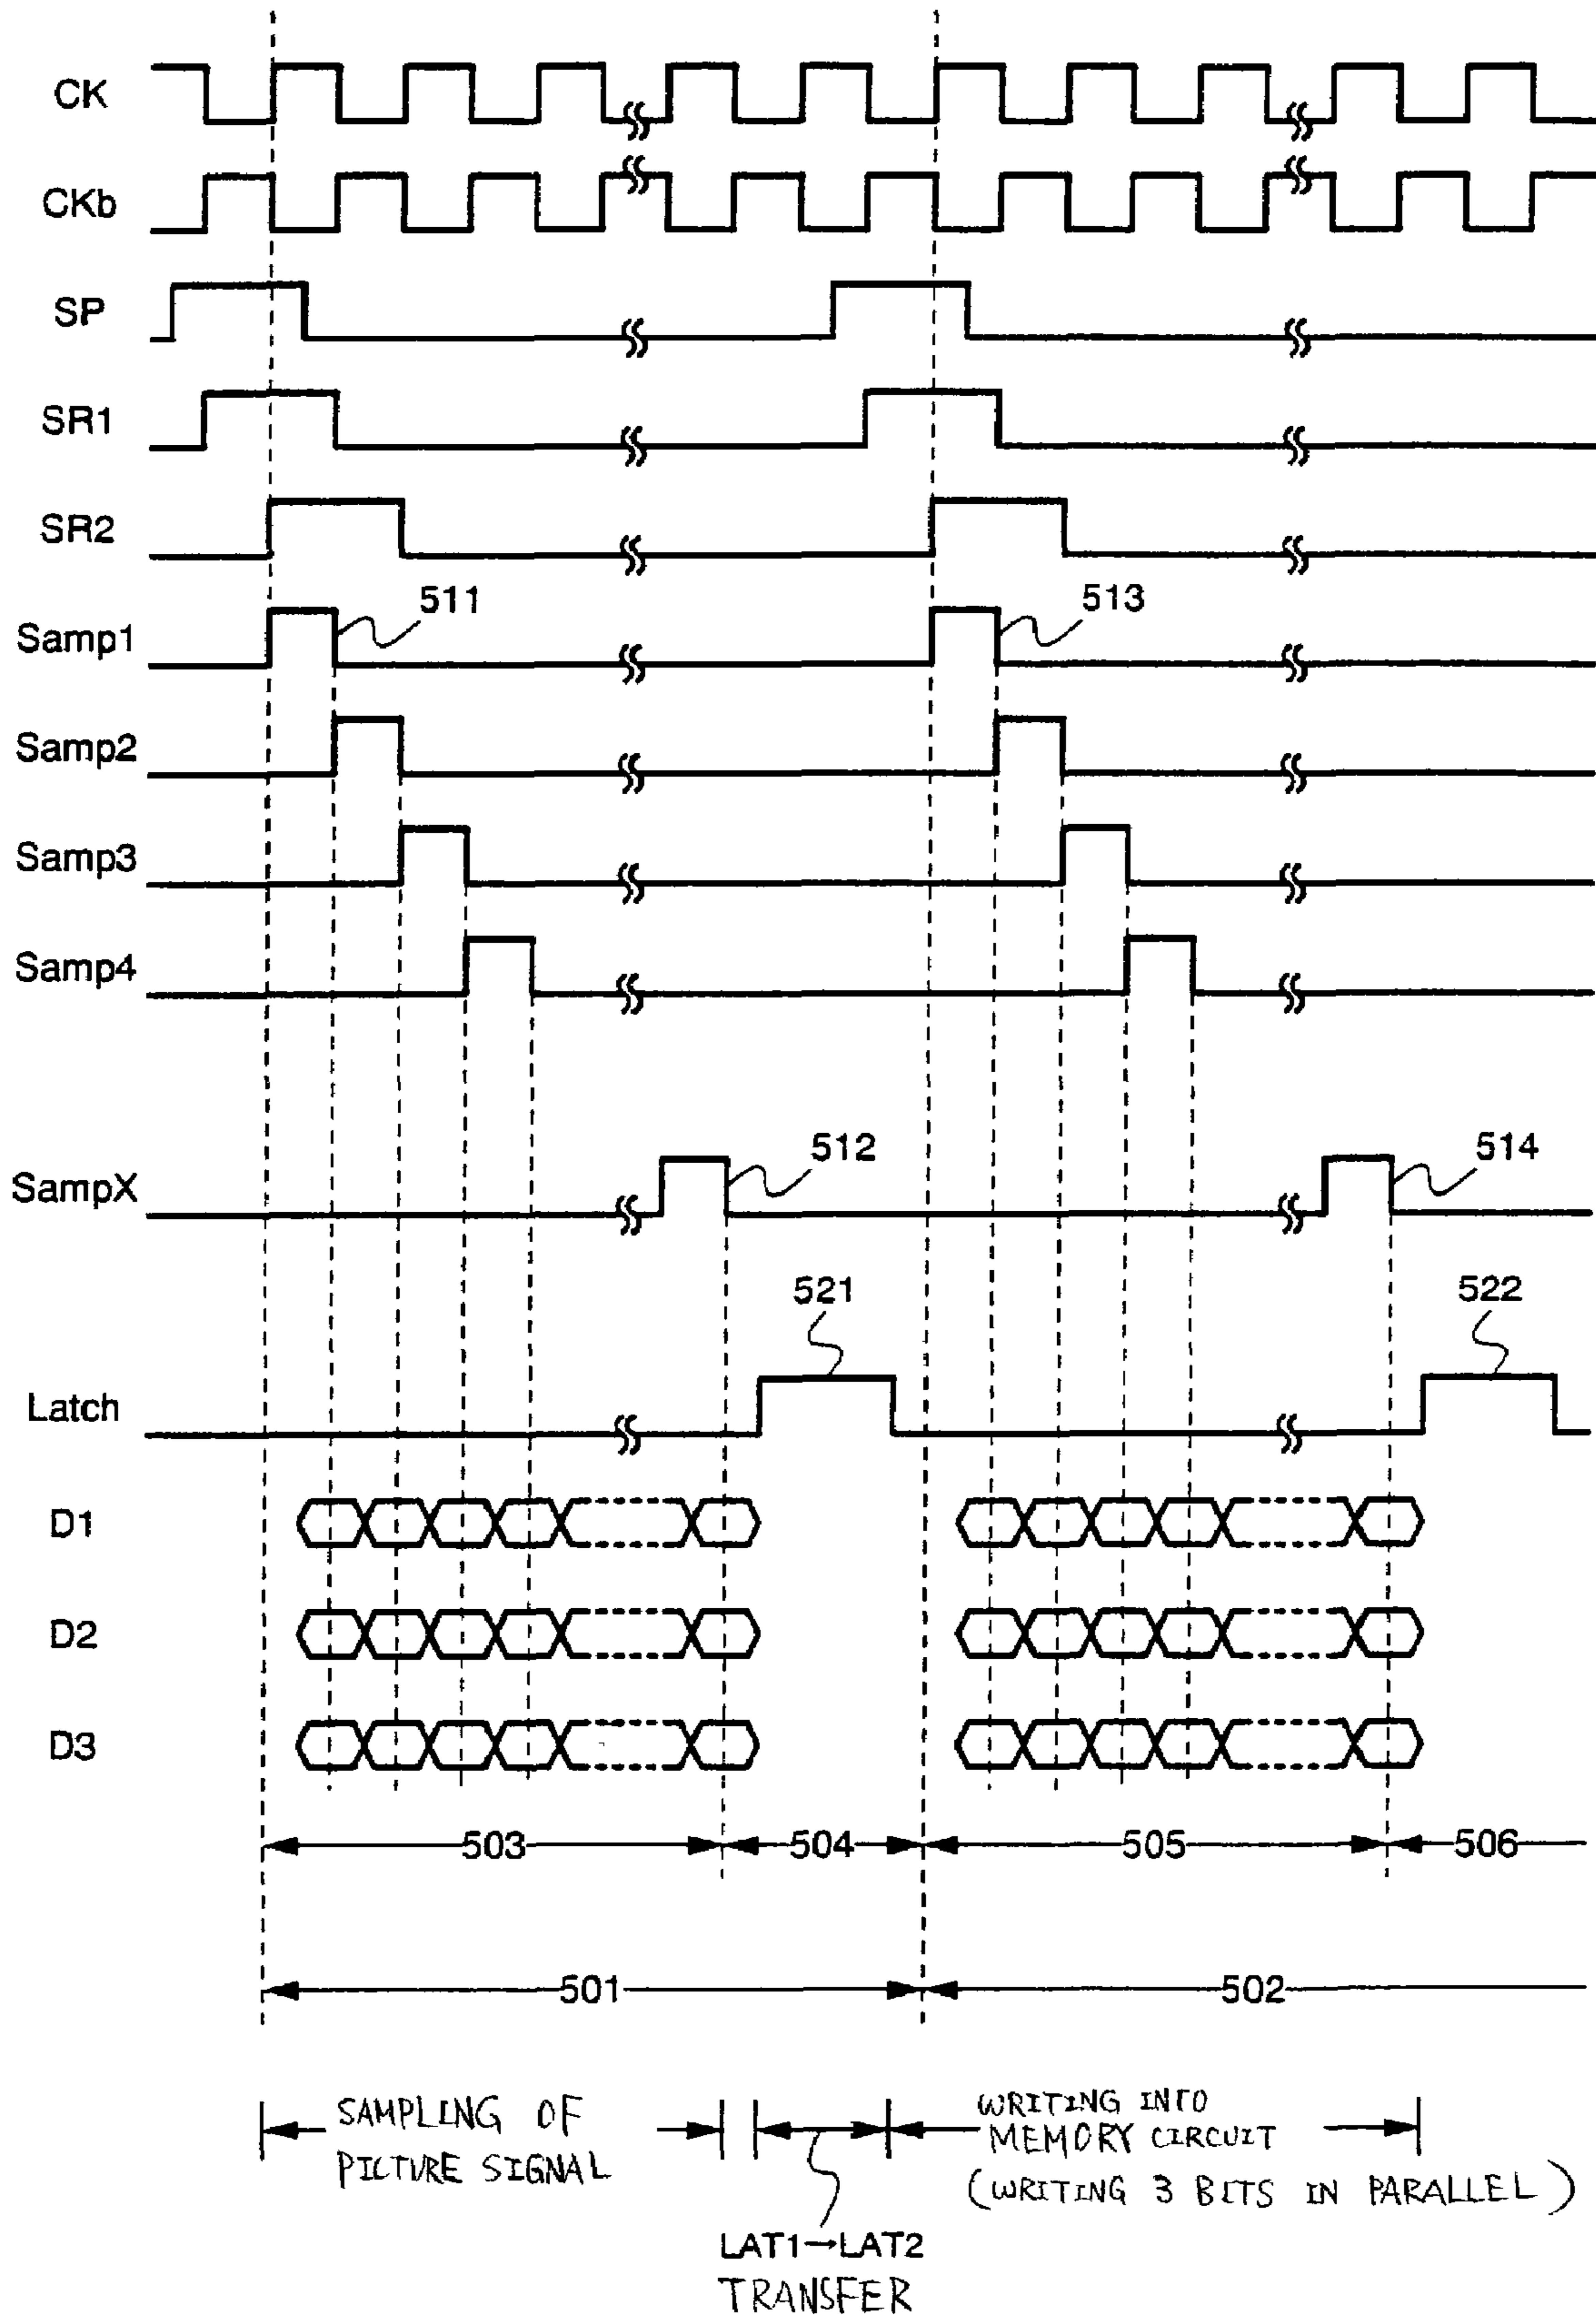 CK
CKb
SP
SR1
SR2
511
513
Samp1
Samp2
Samp3
Samp4
512
514
SampX
521
522
Latch
D1
D2
D3
503
504
505
506
501
502
SAMPLING OF
PICTURE SIGNAL
WRITING INTO
MEMORY CIRCUIT
(WRITING 3 BITS IN PARALLEL)
LAT1→LAT2
TRANSFER